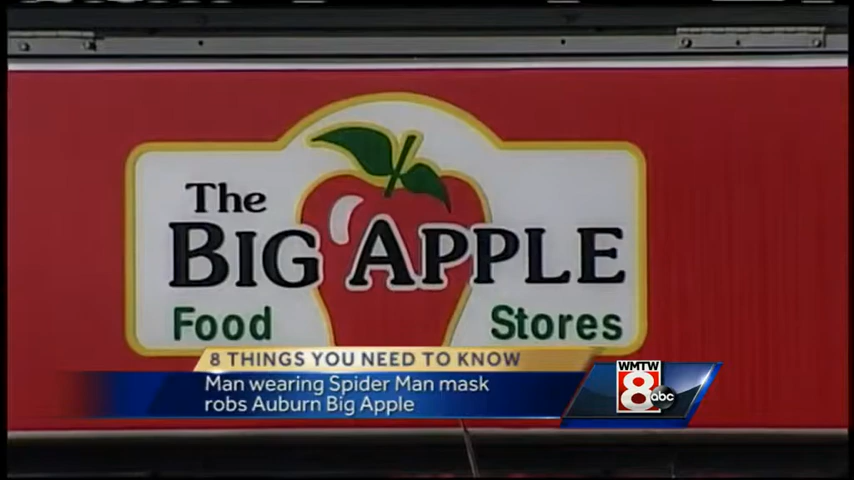 The
BIG APPLE
Food Stores
8 THINGS YOU NEED TO KNOW
Man wearing Spider Man mask
robs Auburn Big Apple
WMTW
8 abc